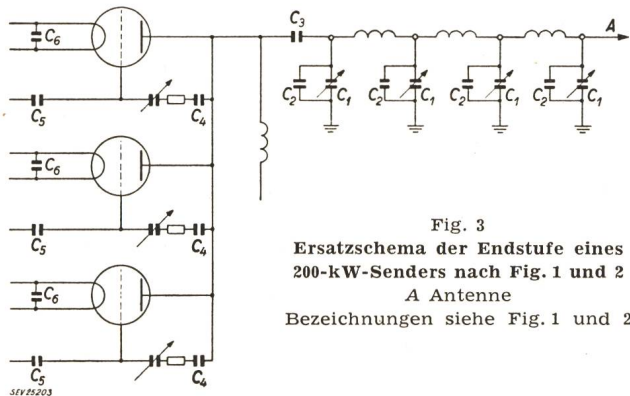 C3
A
C6
C2 C1 C2 C1 C2 C1 C2 C1
C5
C4
C6
C5
C4
C6
C5
C4
SEV25203
Fig. 3
Ersatzschema der Endstufe eines
200-kW-Senders nach Fig. 1 und 2
A Antenne
Bezeichnungen siehe Fig. 1 und 2